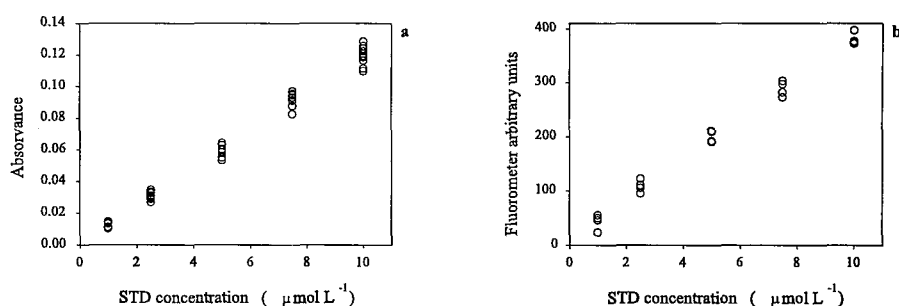 a
0.14
0.12
0.10
0.08
0.06
0.04
0.02
0.00
Absorvance
0 2 4 6 8 10
STD concentration ( μmol L -1 )
b
400
300
200
100
0
Fluorometer arbitrary units
0 2 4 6 8 10
STD concentration ( μmol L -1 )